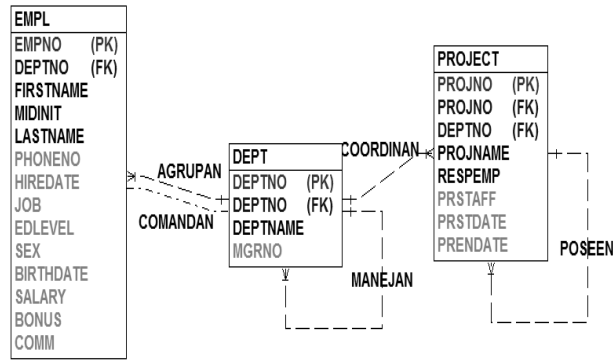 EMPL
EMPNO (PK)
DEPTNO (FK)
FIRSTNAME
MIDINIT
LASTNAME
PHONENO
HIREDATE
JOB
EDLEVEL
SEX
BIRTHDATE
SALARY
BONUS
COMM
AGRUPAN
COMANDAN
DEPT
DEPTNO (PK)
DEPTNO (FK)
DEPTNAME
MGRNO
MANEJAN
COORDINAN
PROJECT
PROJNO (PK)
PROJNO (FK)
DEPTNO (FK)
PROJNAME
RESPEMP
PRSTAFF
PRSTDATE
PRENDATE
POSEEN